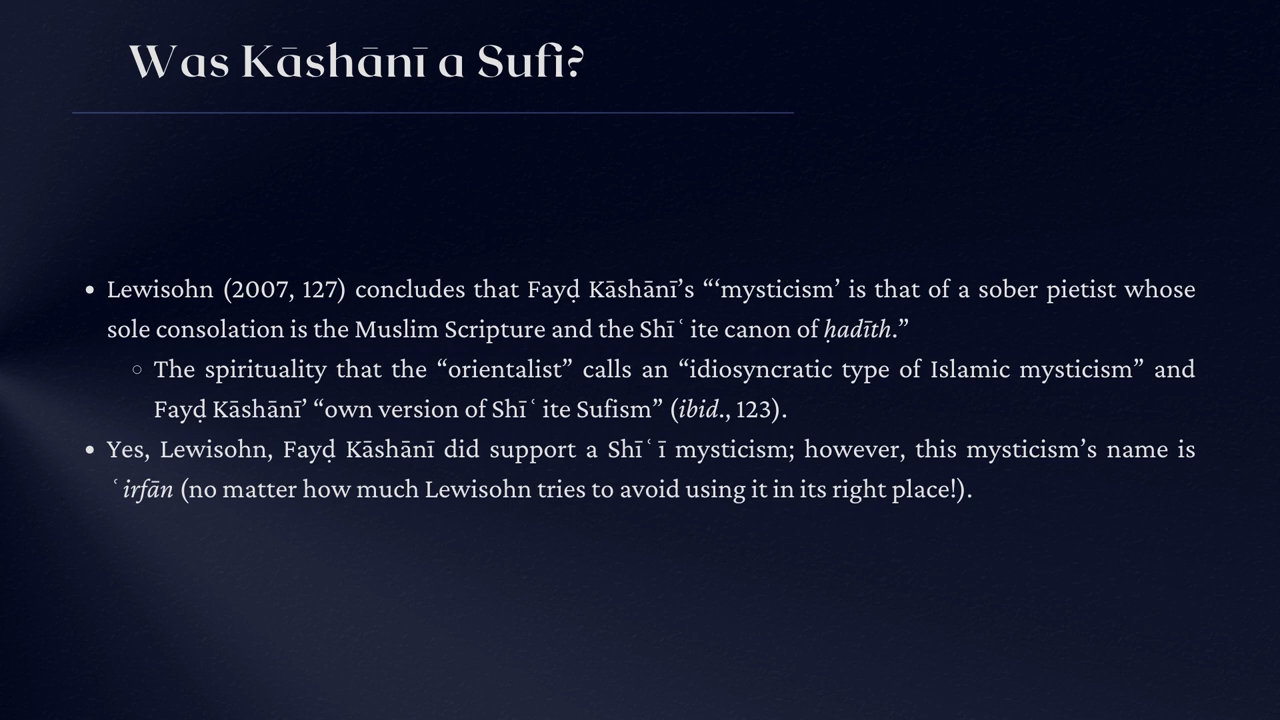 Was Kāshānī a Sufi?
• Lewisohn (2007, 127) concludes that Fayḍ Kāshānī’s “‘mysticism’ is that of a sober pietist whose
sole consolation is the Muslim Scripture and the Shīʿite canon of ḥadīth.”
○ The spirituality that the “orientalist” calls an “idiosyncratic type of Islamic mysticism” and
Fayḍ Kāshānī’ “own version of Shīʿite Sufism” (ibid., 123).
• Yes, Lewisohn, Fayḍ Kāshānī did support a Shīʿī mysticism; however, this mysticism’s name is
ʿirfān (no matter how much Lewisohn tries to avoid using it in its right place!).